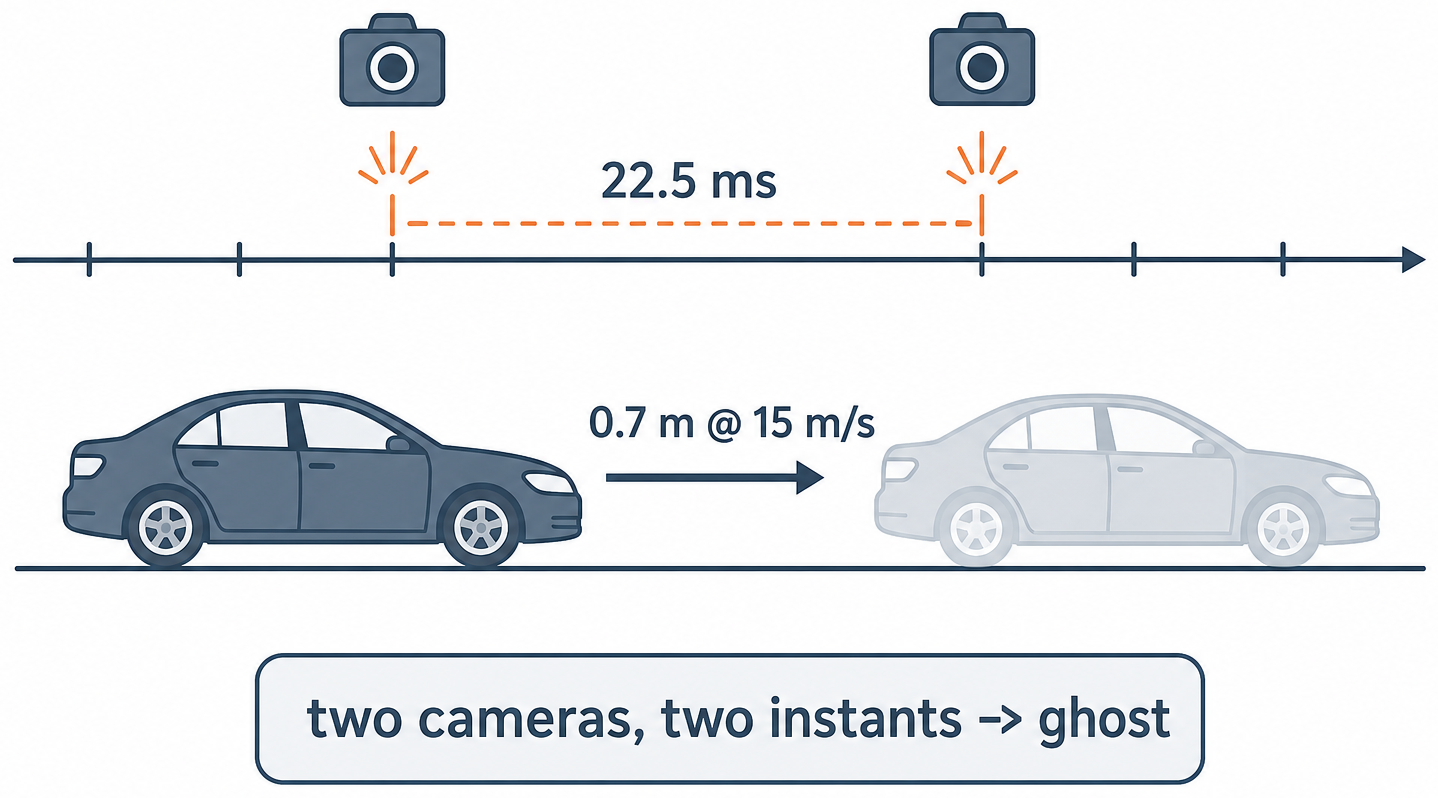 22.5 ms
0.7 m @ 15 m/s
two cameras, two instants -> ghost